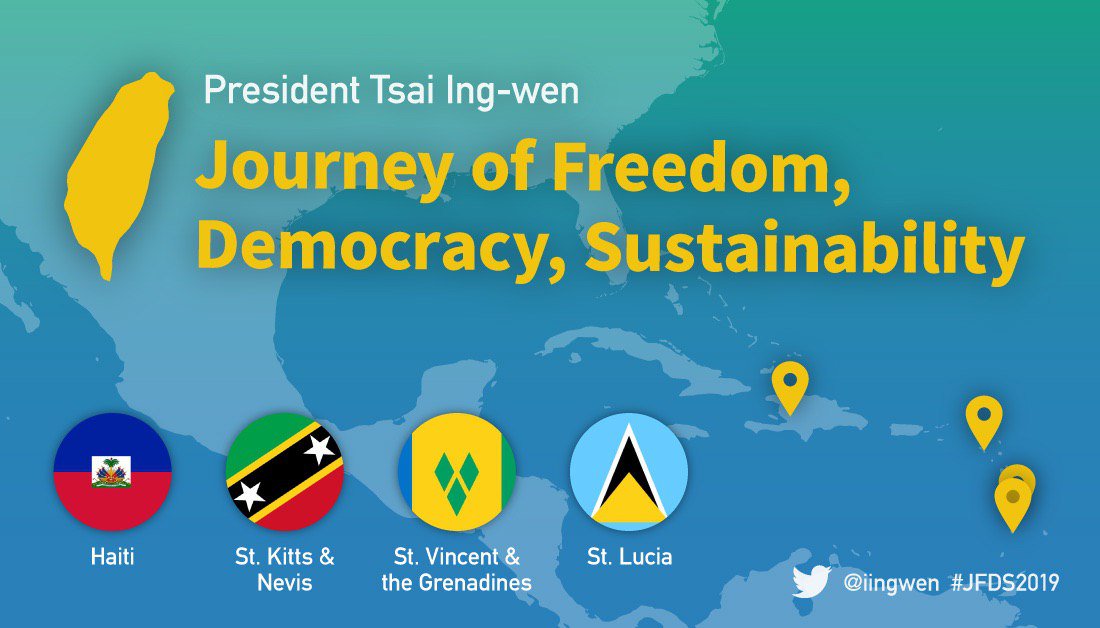 President Tsai Ing-wen
Journey of Freedom,
Democracy, Sustainability
Haiti
St. Kitts &
Nevis
St. Vincent &
the Grenadines
St. Lucia
@iingwen #JFDS2019